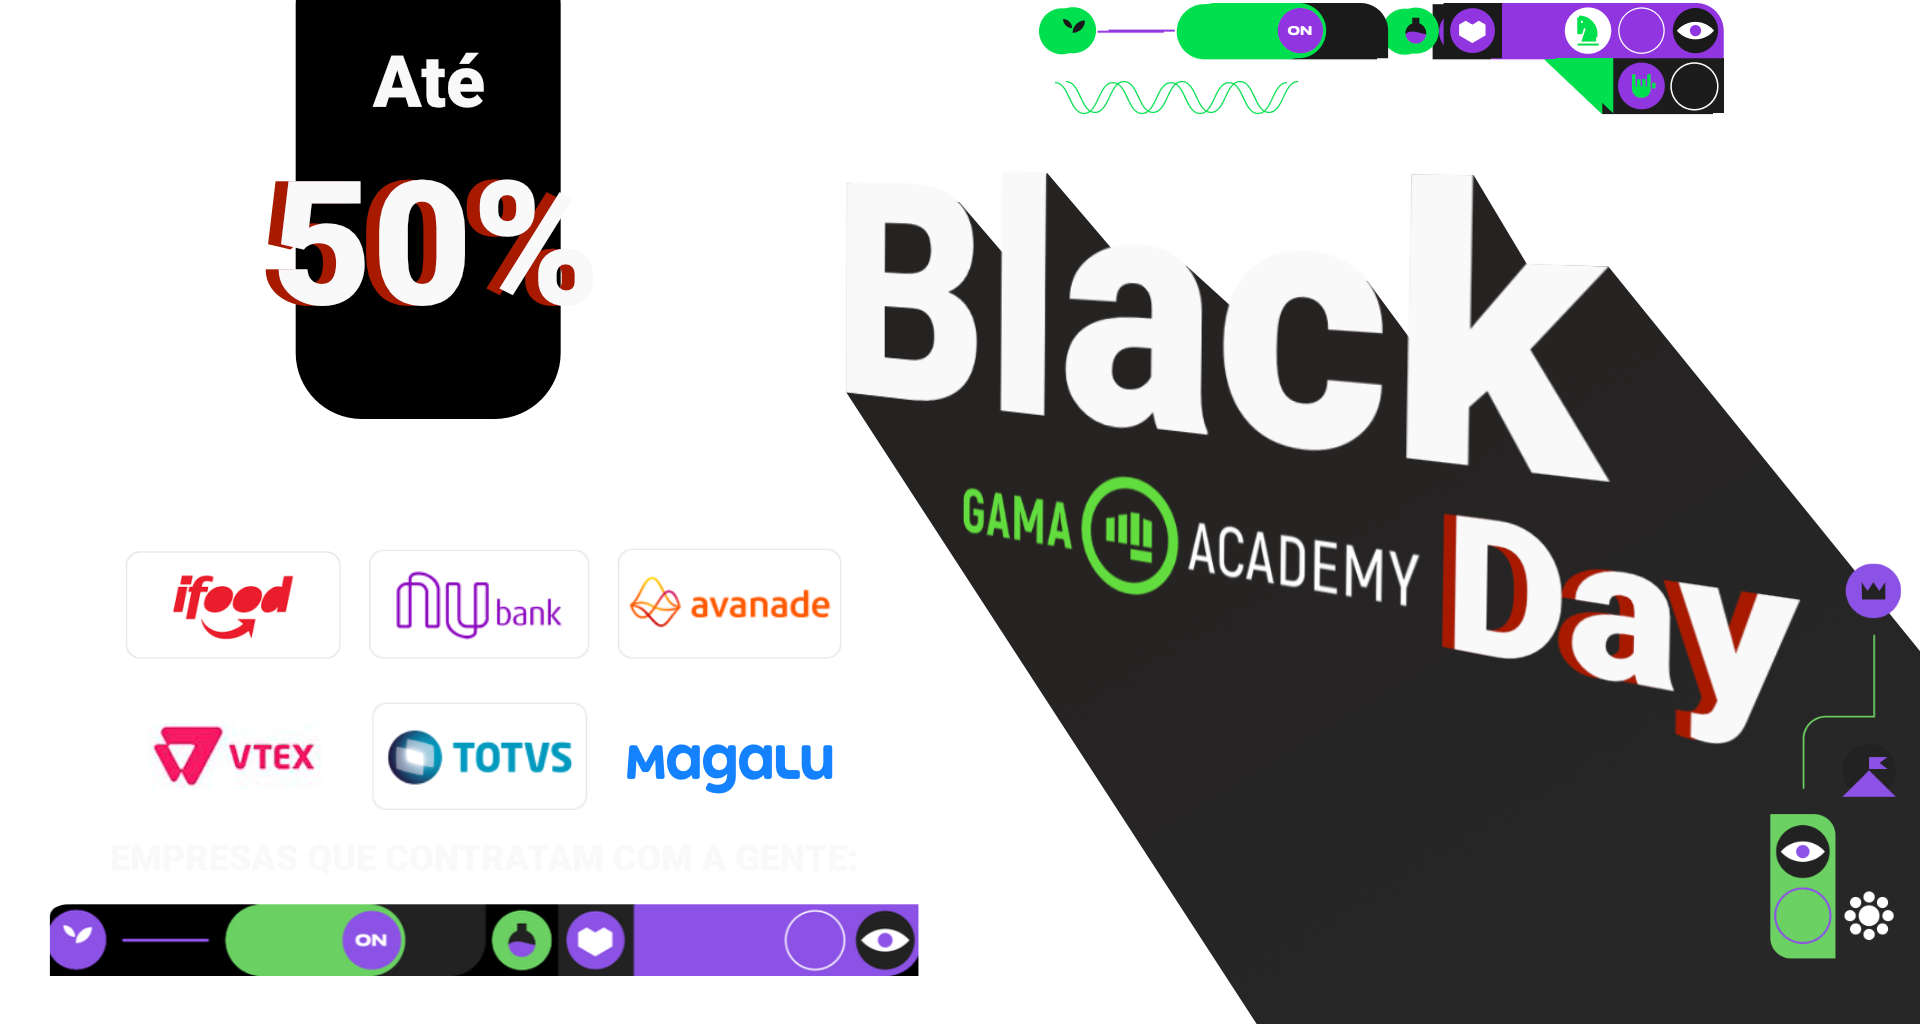 Até
50%
ON
Black
GAMA ACADEMY
Day
ifood
nu bank
avanade
VTEX
TOTVS
Magalu
EMPRESAS QUE CONTRATAM COM A GENTE:
ON